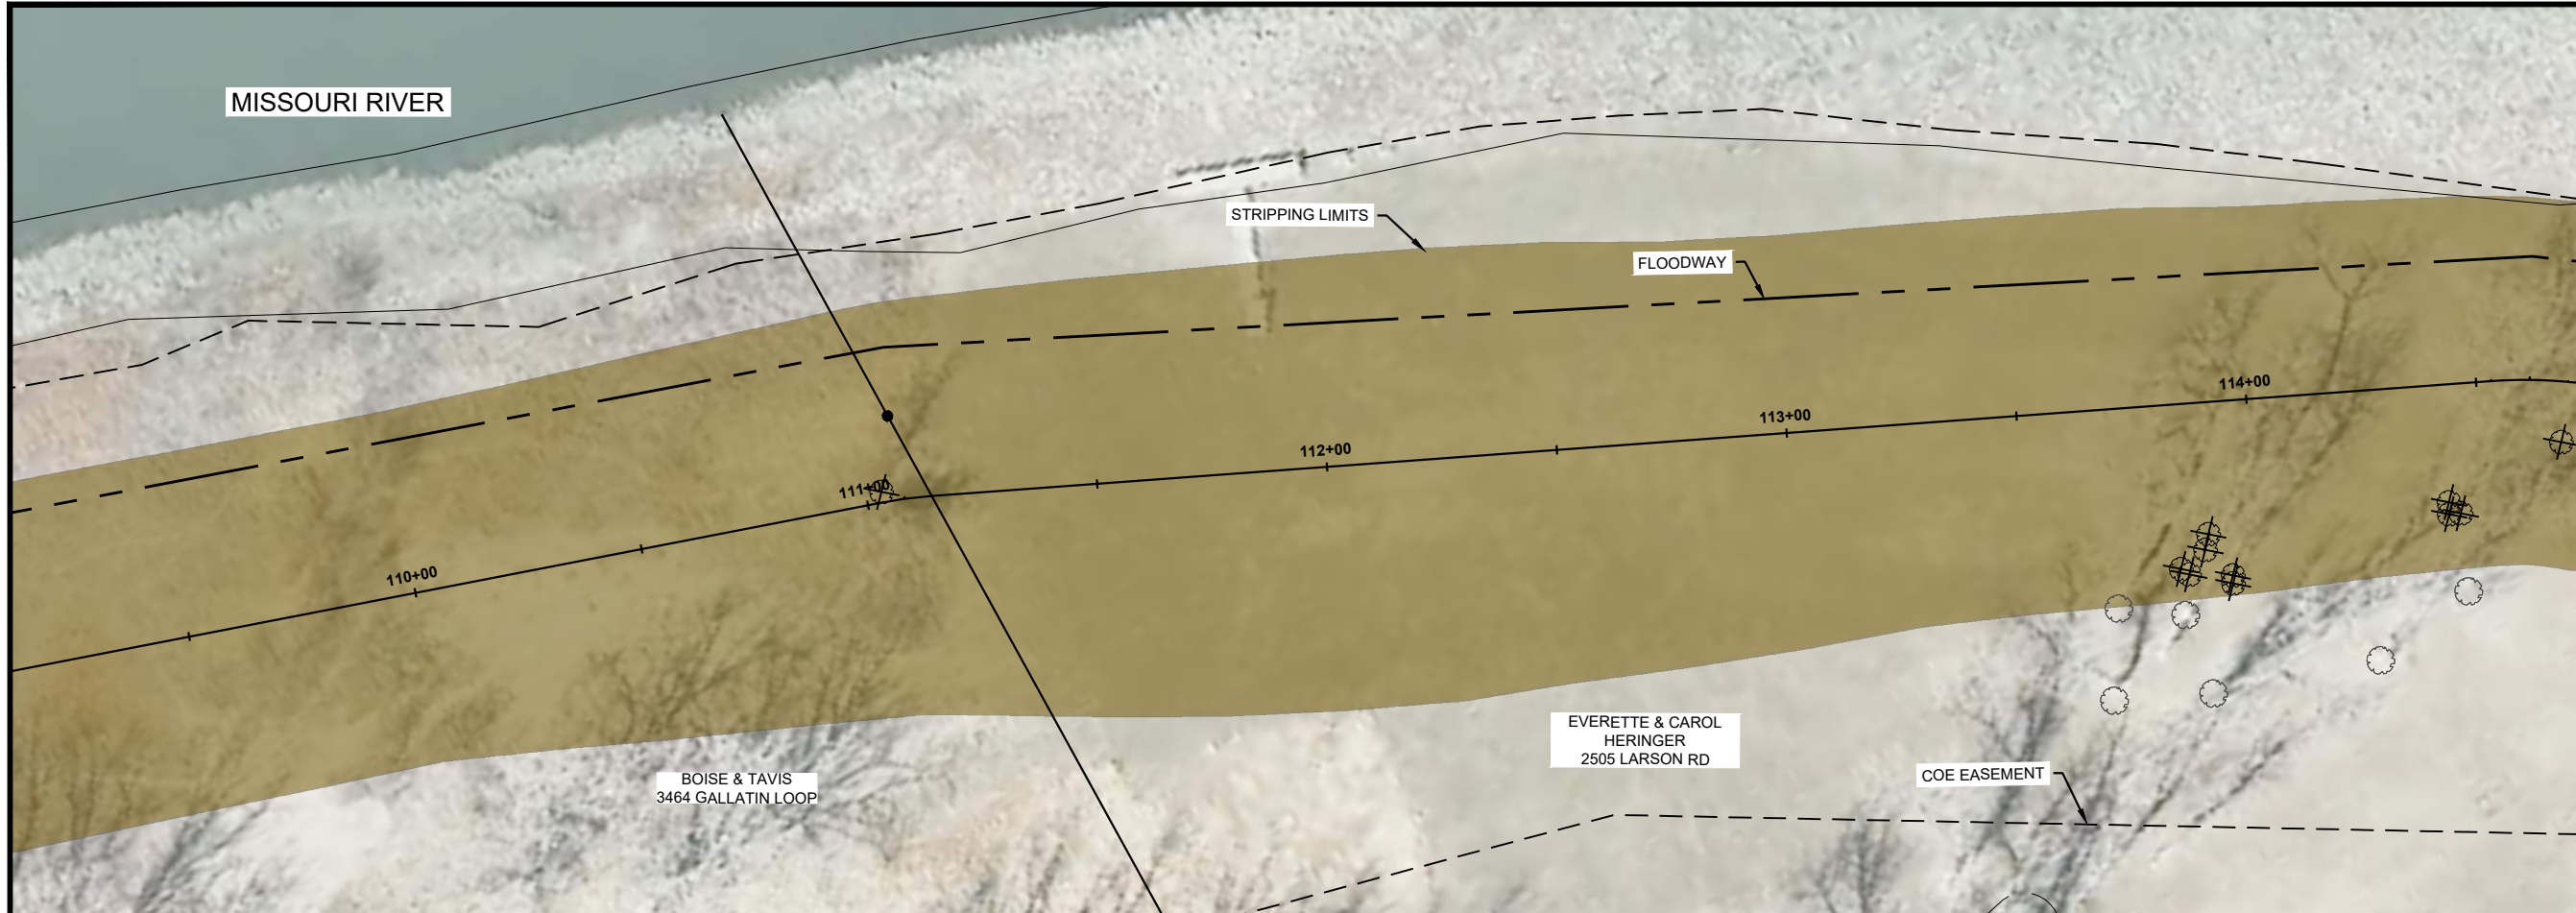 MISSOURI RIVER
STRIPPING LIMITS
FLOODWAY
114+00
113+00
112+00
111+00
110+00
EVERETTE & CAROL
HERINGER
2505 LARSON RD
COE EASEMENT
BOISE & TAVIS
3464 GALLATIN LOOP